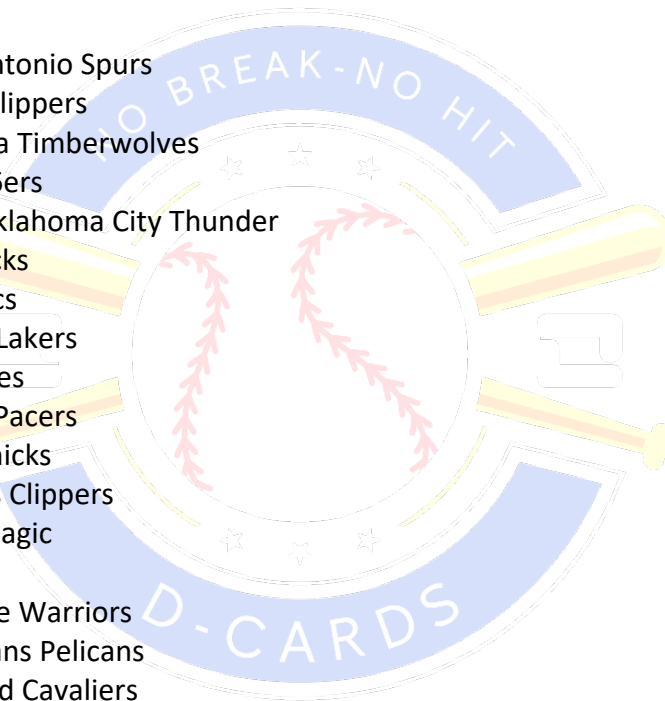 NO BREAK-NO HIT
ntonio Spurs
lippers
a Timberwolves
6ers
klahoma City Thunder
cks
cs
Lakers
es
Pacers
nicks
s Clippers
agic
e Warriors
ans Pelicans
d Cavaliers
D-CARDS